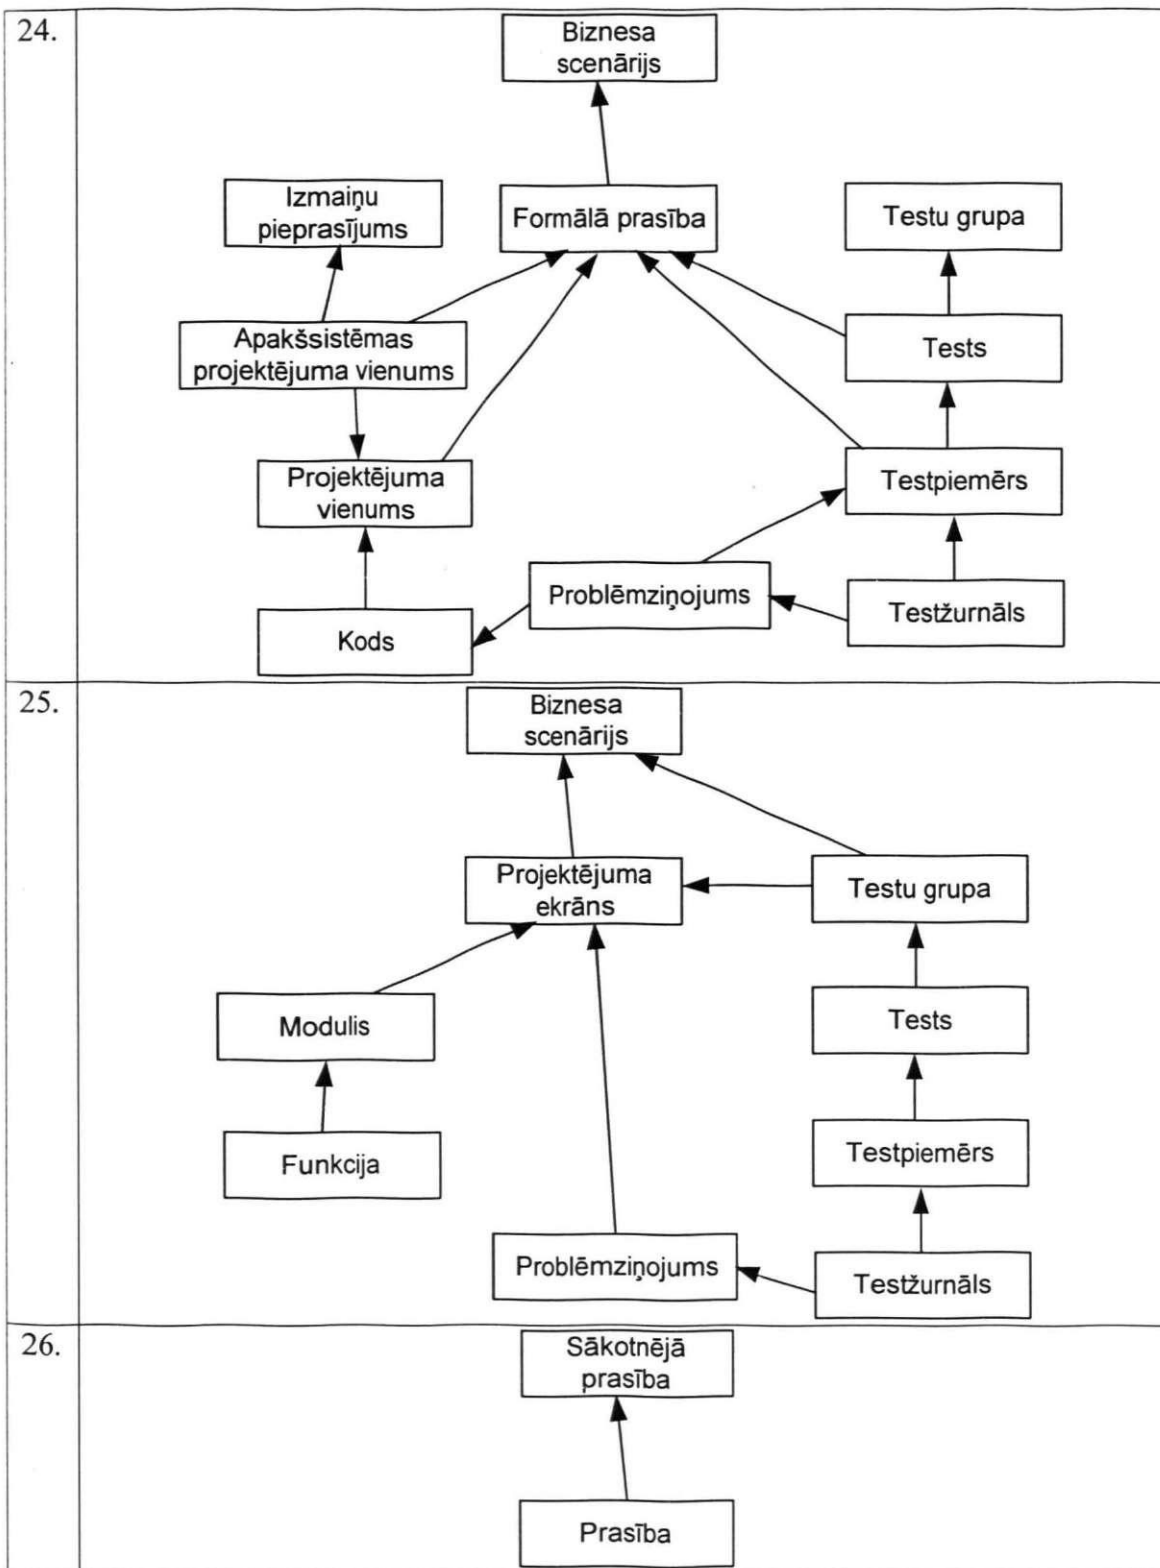 24.
Biznesa
scenārijs
Izmaiņu
pieprasījums
Formālā prasība
Testu grupa
Apakšsistēmas
projektējuma vienums
Tests
Projektējuma
vienums
Testpiemērs
Problēmziņojums
Testžurnāls
Kods
25.
Biznesa
scenārijs
Projektējuma
ekrāns
Testu grupa
Modulis
Tests
Funkcija
Testpiemērs
Problēmziņojums
Testžurnāls
26.
Sākotnējā
prasība
Prasība